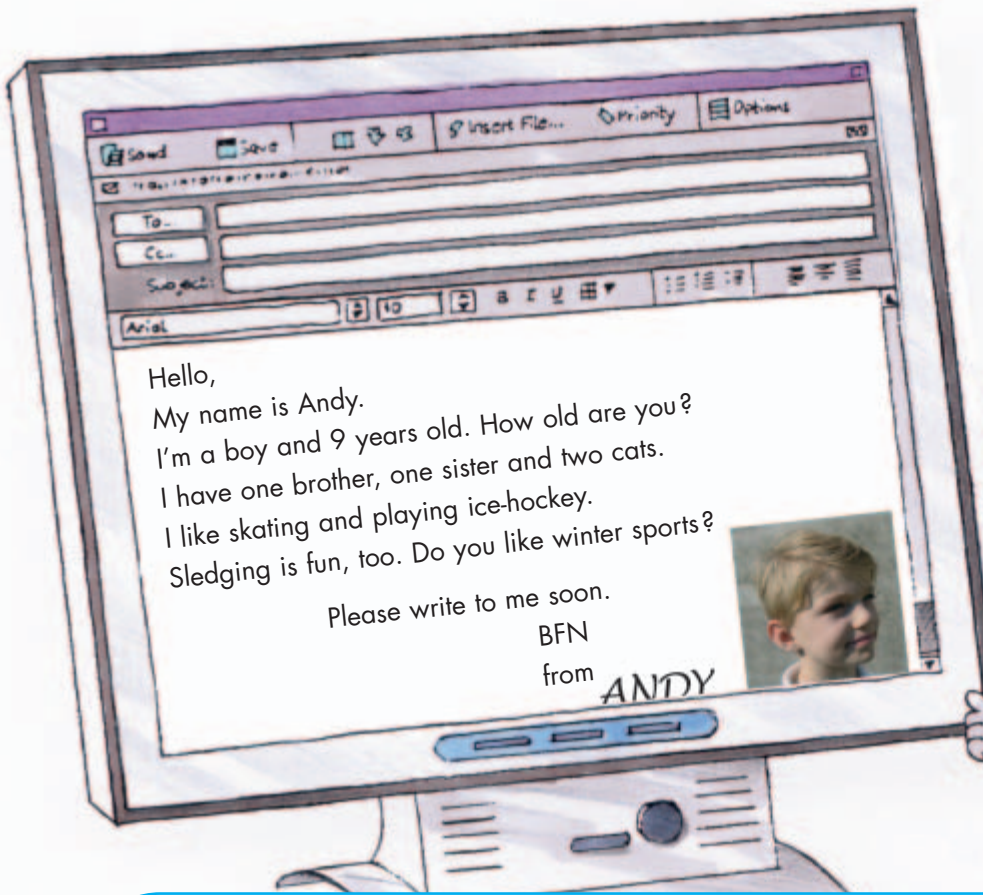 Send Save Insert File... Priority Options
To...
Cc...
Subject:
Arial 10 B I U
Hello,
My name is Andy.
I'm a boy and 9 years old. How old are you?
I have one brother, one sister and two cats.
I like skating and playing ice-hockey.
Sledging is fun, too. Do you like winter sports?
Please write to me soon.
BFN
from ANDY